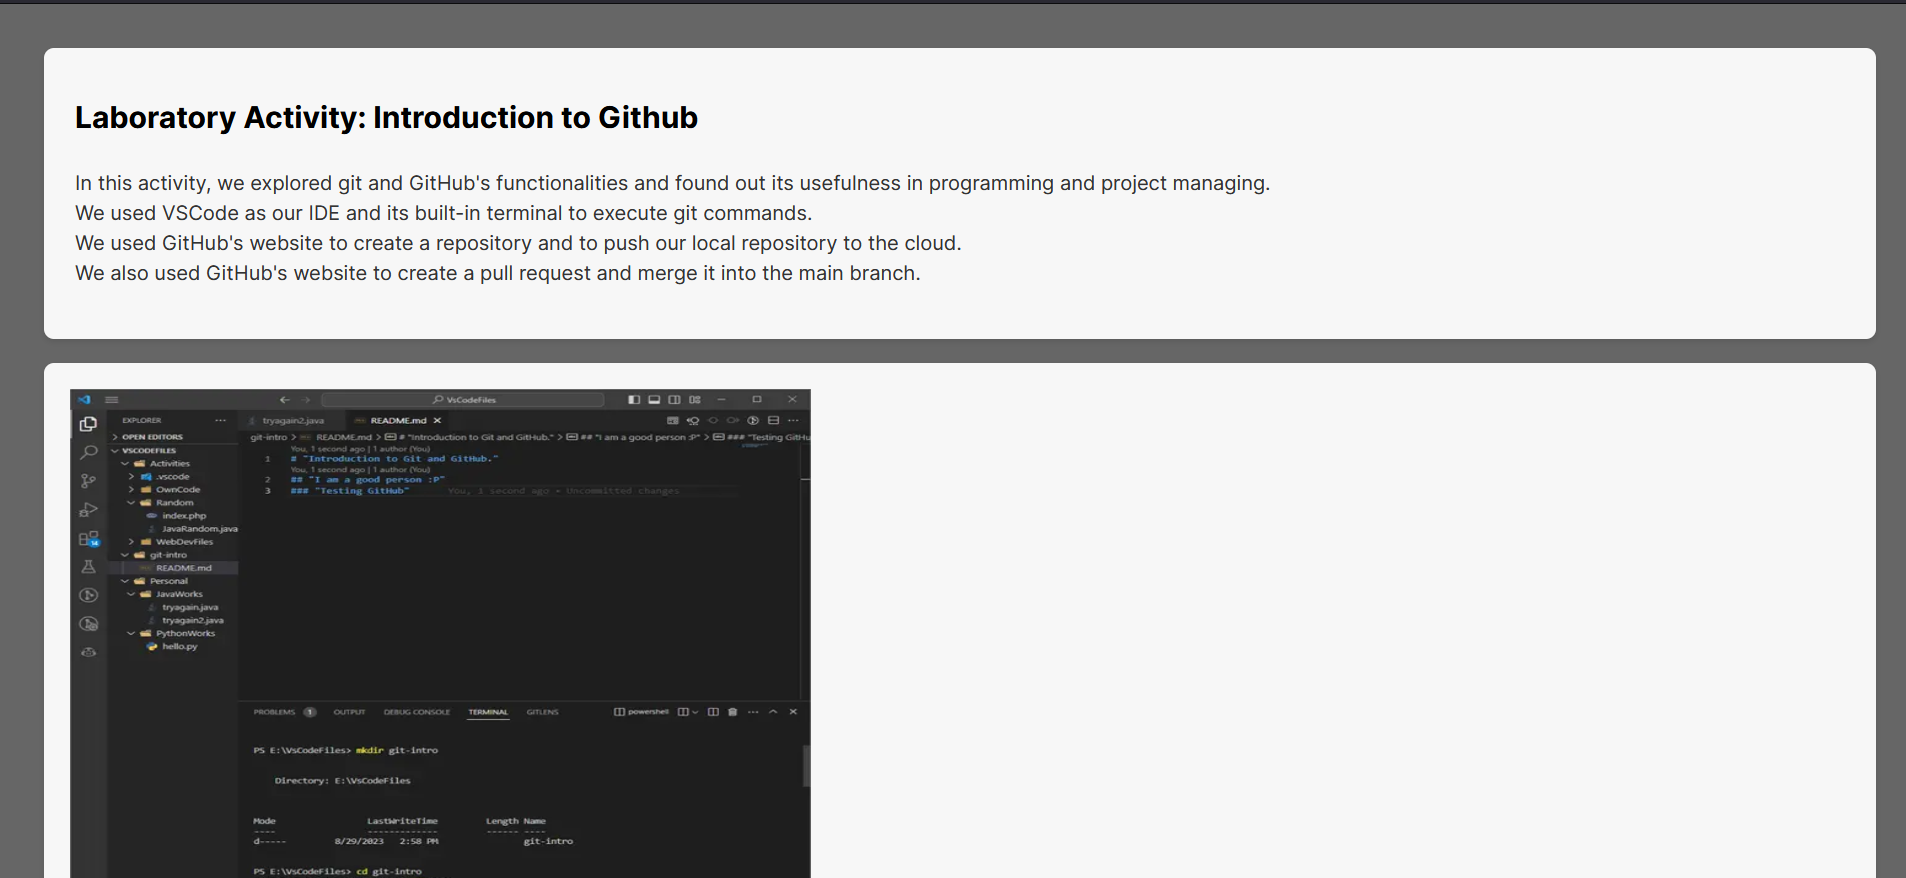 Laboratory Activity: Introduction to Github
In this activity, we explored git and GitHub's functionalities and found out its usefulness in programming and project managing.
We used VSCode as our IDE and its built-in terminal to execute git commands.
We used GitHub's website to create a repository and to push our local repository to the cloud.
We also used GitHub's website to create a pull request and merge it into the main branch.
VsCodeFiles
EXPLORER
tryagain2.java
README.md
OPEN EDITORS
git-intro > README.md > # "Introduction to Git and GitHub." > ## "I am a good person :P" > ### "Testing GitHu
VSCODEFILES
Activities
.vscode
OwnCode
Random
index.php
JavaRandom.java
WebDevFiles
git-intro
README.md
Personal
JavaWorks
tryagain.java
tryagain2.java
PythonWorks
hello.py
14
You, 1 second ago | 1 author (You)
1 # "Introduction to Git and GitHub."
You, 1 second ago | 1 author (You)
2 ## "I am a good person :P"
3 ### "Testing GitHub" You, 1 second ago • Uncommitted changes
PROBLEMS 1 OUTPUT DEBUG CONSOLE TERMINAL GITLENS powershell
PS E:\VsCodeFiles> mkdir git-intro
Directory: E:\VsCodeFiles
Mode LastWriteTime Length Name
---- ------------- ------ ----
d----- 8/29/2023 2:58 PM git-intro
PS E:\VsCodeFiles> cd git-intro